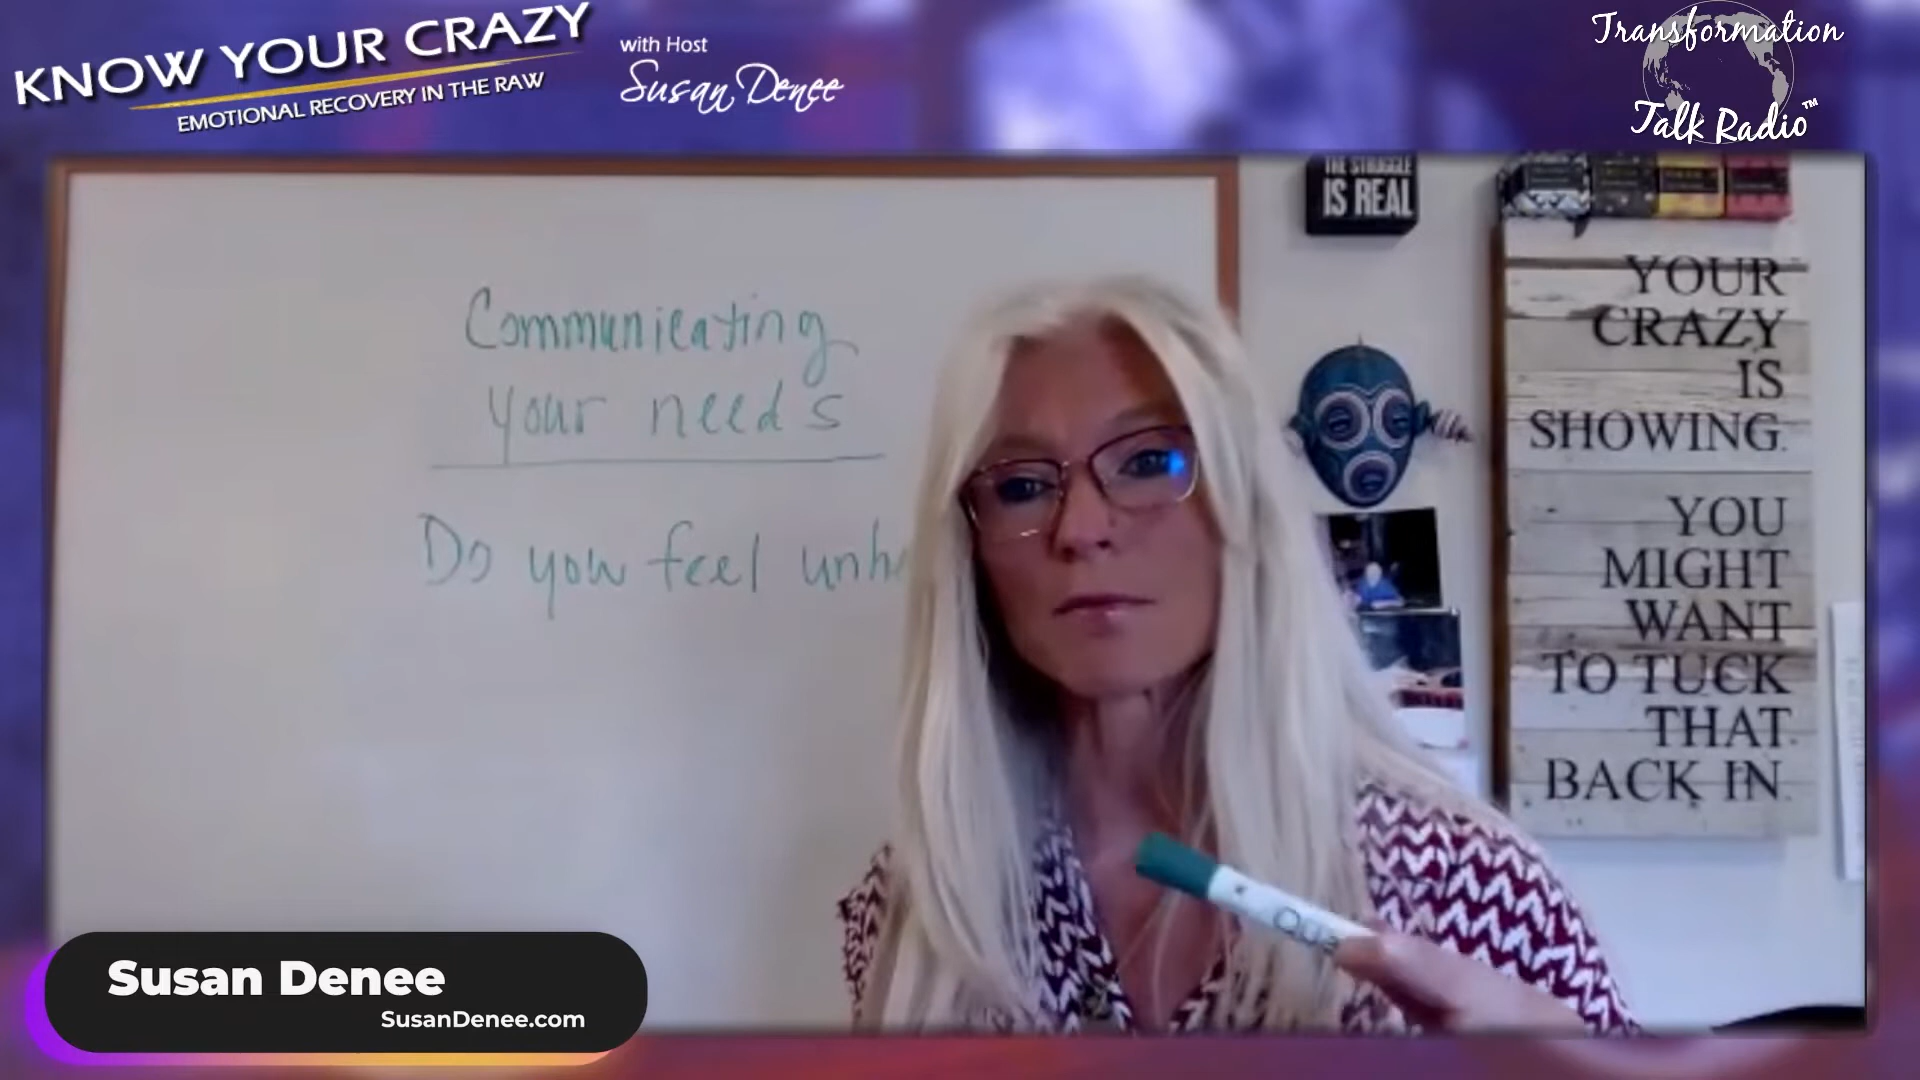 KNOW YOUR CRAZY
EMOTIONAL RECOVERY IN THE RAW
with Host
Susan Denee
Transformation
Talk Radio™
THE STRUGGLE
IS REAL
Communicating
your needs
Do you feel
YOUR
CRAZY
IS
SHOWING.
YOU
MIGHT
WANT
TO TUCK
THAT
BACK IN.
Susan Denee
SusanDenee.com